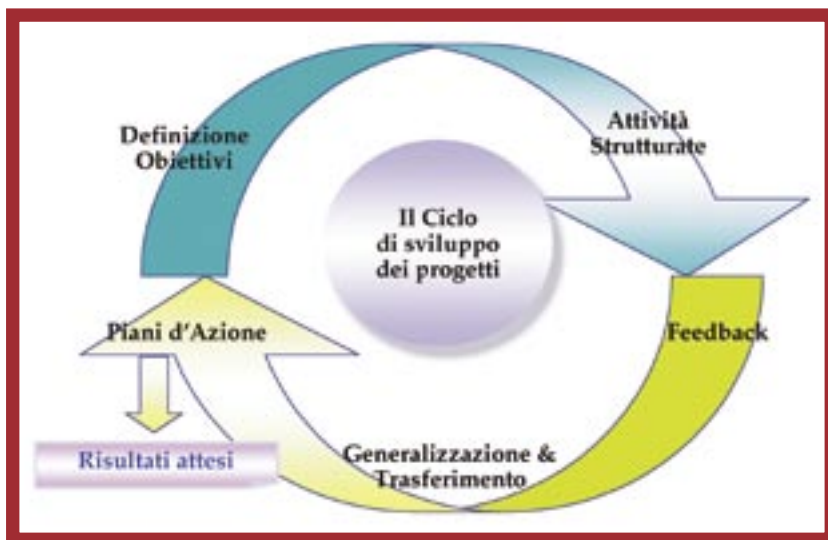 Definizione
Obiettivi
Attività
Strutturate
Il Ciclo
di sviluppo
dei progetti
Piani d'Azione
Feedback
Risultati attesi
Generalizzazione &
Trasferimento